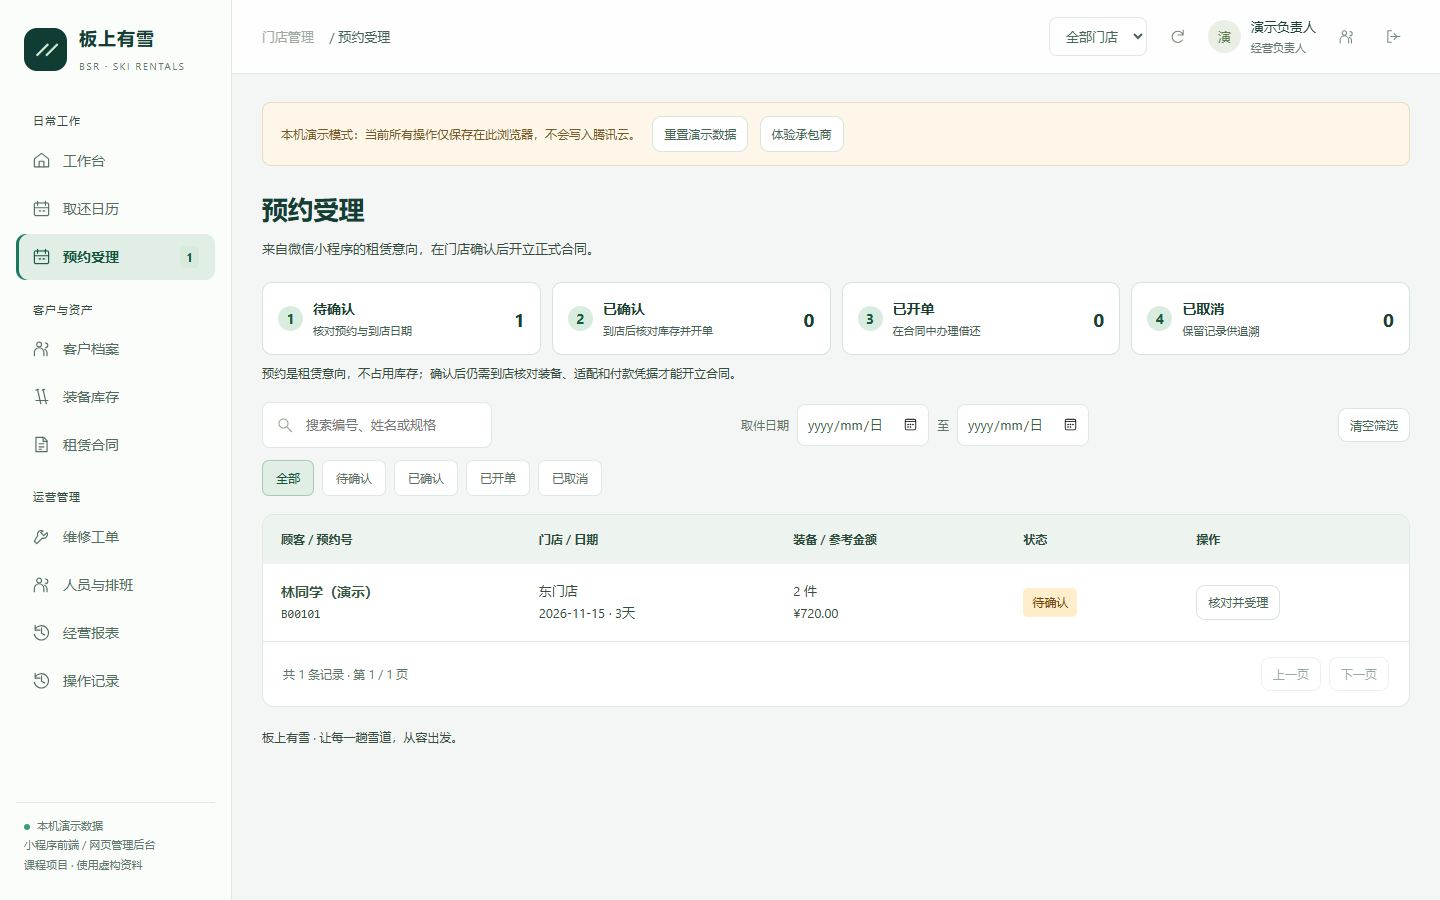 板上有雪
BSR · SKI RENTALS
日常工作
工作台
取还日历
预约受理 1
客户与资产
客户档案
装备库存
租赁合同
运营管理
维修工单
人员与排班
经营报表
操作记录
本机演示数据
小程序前端 / 网页管理后台
课程项目 · 使用虚构资料
门店管理 / 预约受理
全部门店
演
演示负责人
经营负责人
本机演示模式：当前所有操作仅保存在此浏览器，不会写入腾讯云。 重置演示数据 体验承包商
预约受理
来自微信小程序的租赁意向，在门店确认后开立正式合同。
1 待确认 核对预约与到店日期 1
2 已确认 到店后核对库存并开单 0
3 已开单 在合同中办理借还 0
4 已取消 保留记录供追溯 0
预约是租赁意向，不占用库存；确认后仍需到店核对装备、适配和付款凭据才能开立合同。
搜索编号、姓名或规格 取件日期 yyyy/mm/日 至 yyyy/mm/日 清空筛选
全部 待确认 已确认 已开单 已取消
顾客 / 预约号 门店 / 日期 装备 / 参考金额 状态 操作
林同学（演示） 东门店 2 件 待确认 核对并受理
B00101 2026-11-15 · 3天 ¥720.00
共 1 条记录 · 第 1 / 1 页 上一页 下一页
板上有雪 · 让每一趟雪道，从容出发。